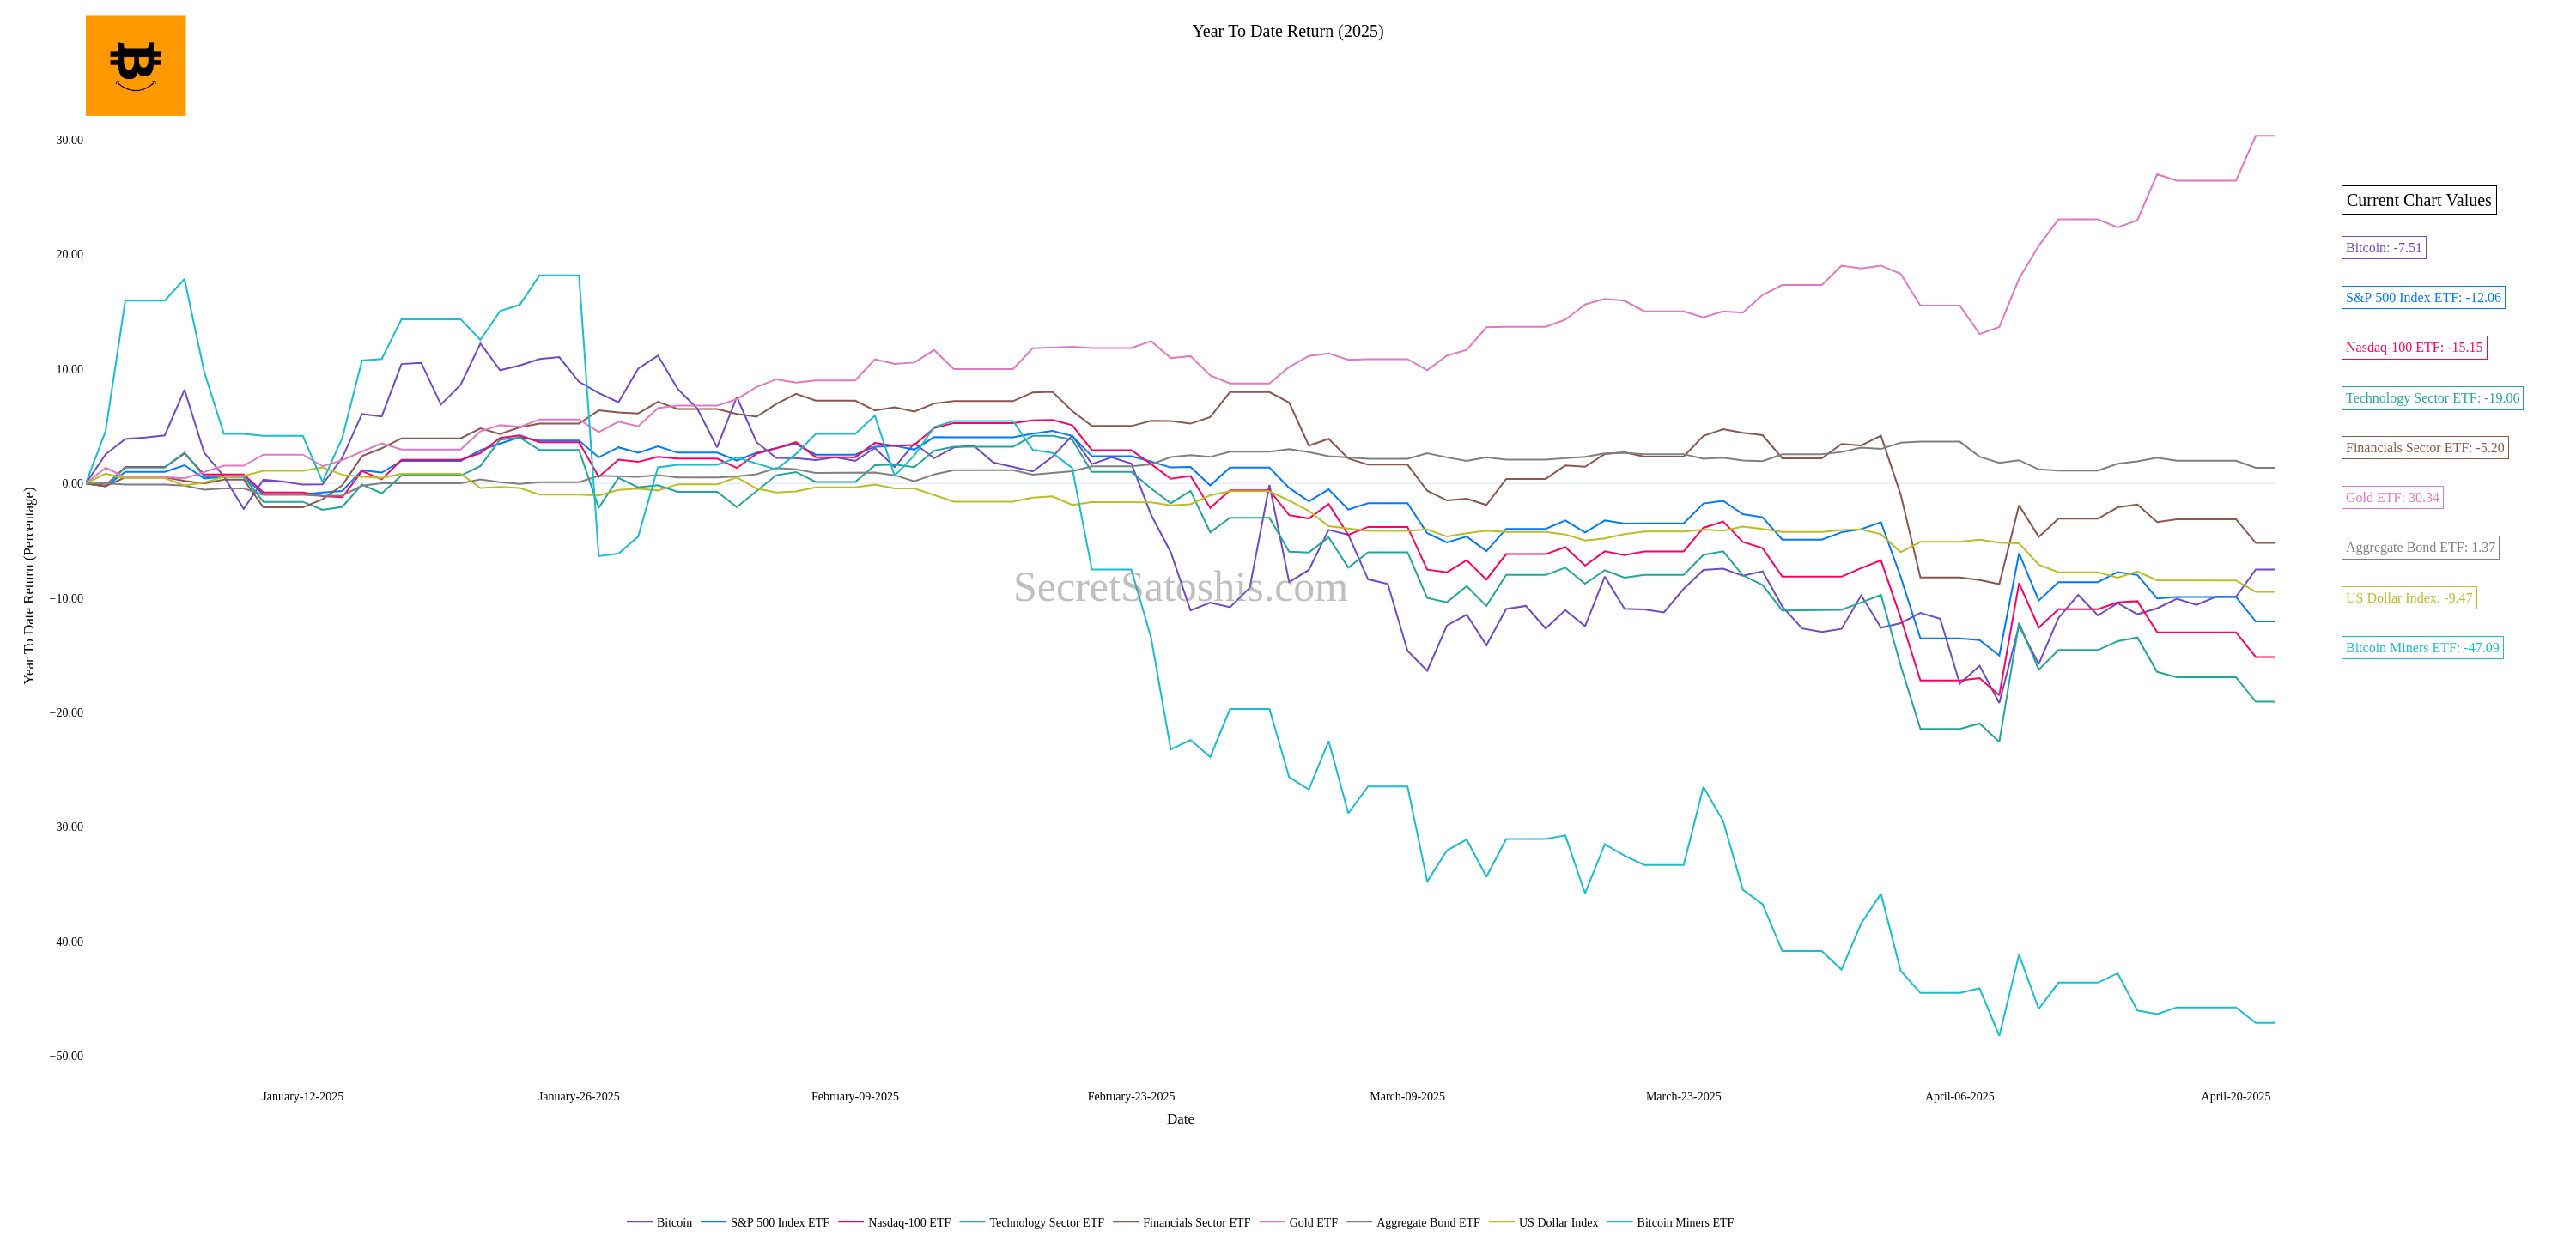 Year To Date Return (2025)
30.00
20.00
10.00
0.00
−10.00
−20.00
−30.00
−40.00
−50.00
Year To Date Return (Percentage)
SecretSatoshis.com
January-12-2025
January-26-2025
February-09-2025
February-23-2025
March-09-2025
March-23-2025
April-06-2025
April-20-2025
Date
Current Chart Values
Bitcoin: -7.51
S&P 500 Index ETF: -12.06
Nasdaq-100 ETF: -15.15
Technology Sector ETF: -19.06
Financials Sector ETF: -5.20
Gold ETF: 30.34
Aggregate Bond ETF: 1.37
US Dollar Index: -9.47
Bitcoin Miners ETF: -47.09
Bitcoin S&P 500 Index ETF Nasdaq-100 ETF Technology Sector ETF Financials Sector ETF Gold ETF Aggregate Bond ETF US Dollar Index Bitcoin Miners ETF